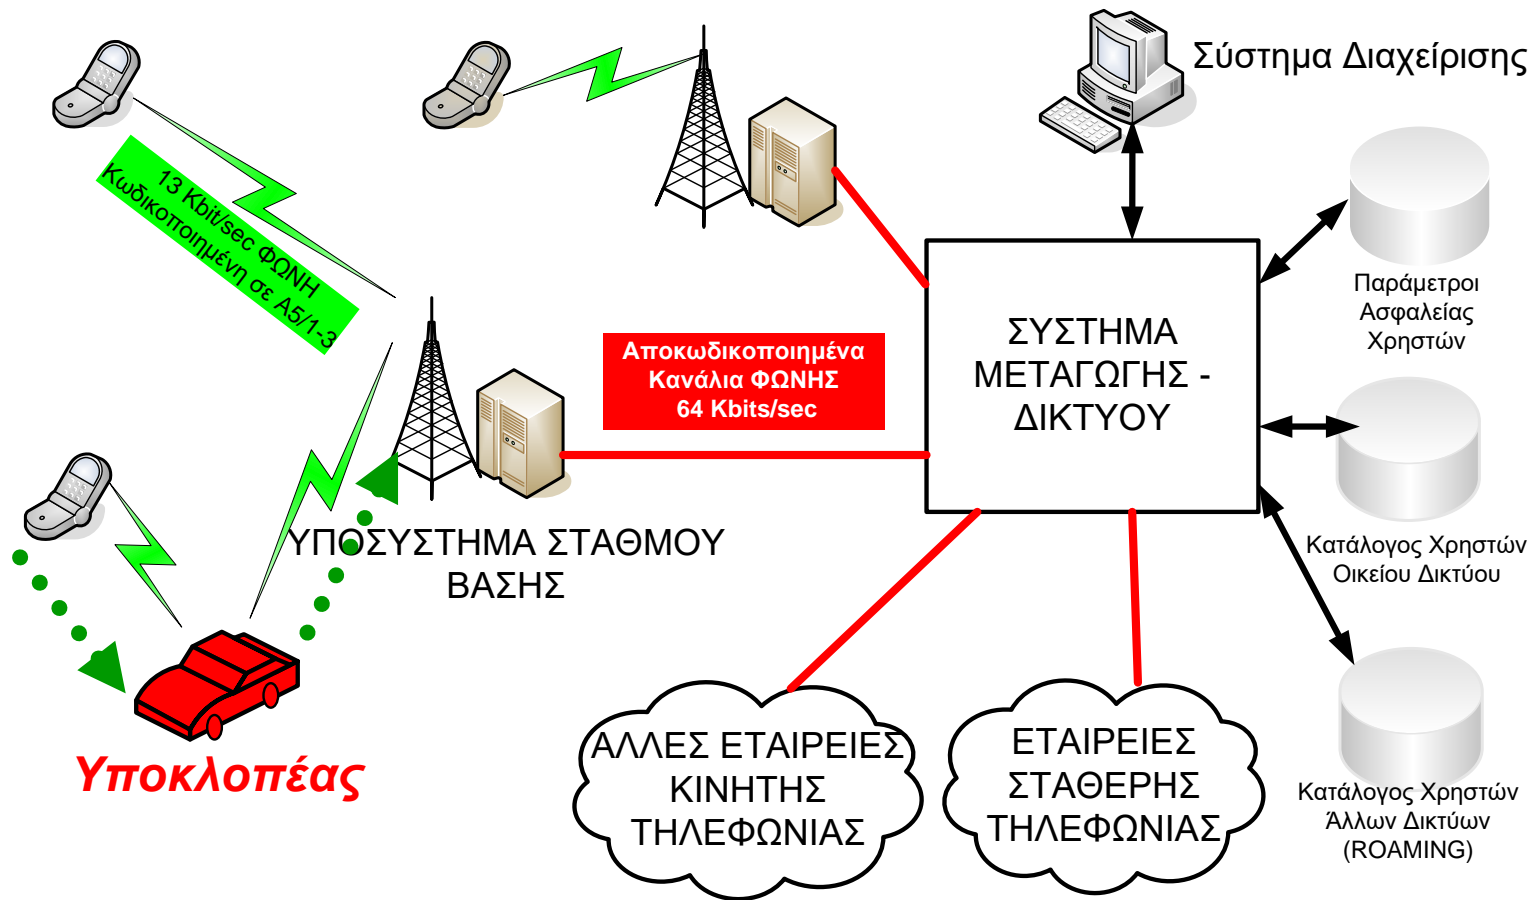 Σύστημα Διαχείρισης
13 Kbit/sec ΦΩΝΗ
Κωδικοποιημένη σε A5/1-3
Παράμετροι
Ασφαλείας
Χρηστών
Αποκωδικοποιημένα
Κανάλια ΦΩΝΗΣ
64 Kbits/sec
ΣΥΣΤΗΜΑ
ΜΕΤΑΓΩΓΗΣ -
ΔΙΚΤΥΟΥ
ΥΠΟΣΥΣΤΗΜΑ ΣΤΑΘΜΟΥ
ΒΑΣΗΣ
Κατάλογος Χρηστών
Οικείου Δικτύου
Υποκλοπέας
ΑΛΛΕΣ ΕΤΑΙΡΕΙΕΣ
ΚΙΝΗΤΗΣ
ΤΗΛΕΦΩΝΙΑΣ
ΕΤΑΙΡΕΙΕΣ
ΣΤΑΘΕΡΗΣ
ΤΗΛΕΦΩΝΙΑΣ
Κατάλογος Χρηστών
Άλλων Δικτύων
(ROAMING)